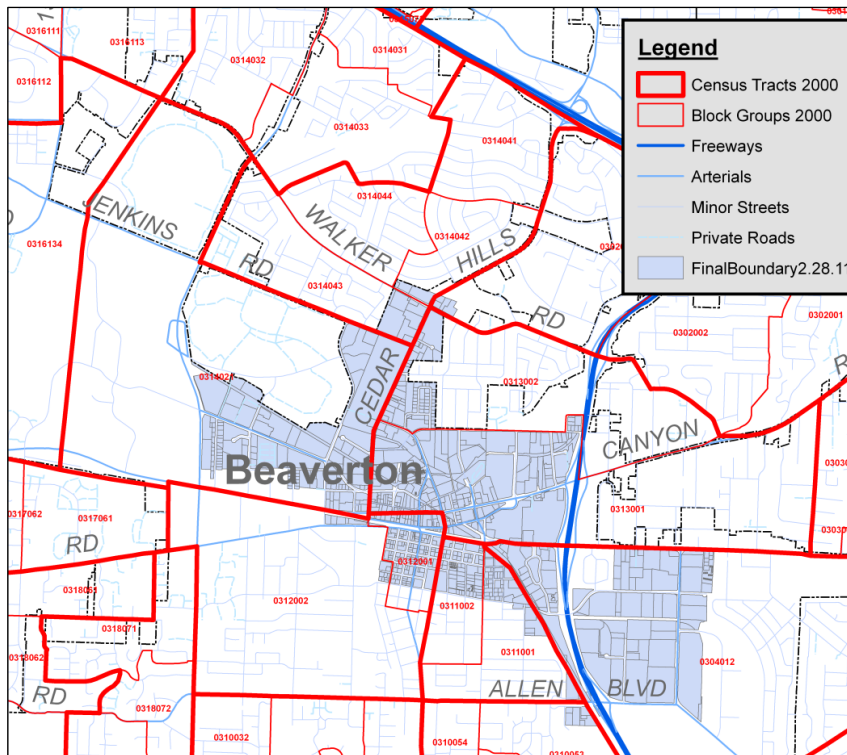 0316111
0316113
0314032
0314031
0316112
0314033
0314041
0314044
0314042
0316134
JENKINS
RD
WALKER
HILLS
RD
0314043
0302002
0302001
CEDAR
0313002
CANYON
Beaverton
0313001
0317062
0317061
RD
0312001
0312002
0311002
0318071
0318062
0311001
0304012
RD
0318072
ALLEN
BLVD
0310032
0310054
Legend
Census Tracts 2000
Block Groups 2000
Freeways
Arterials
Minor Streets
Private Roads
FinalBoundary2.28.11